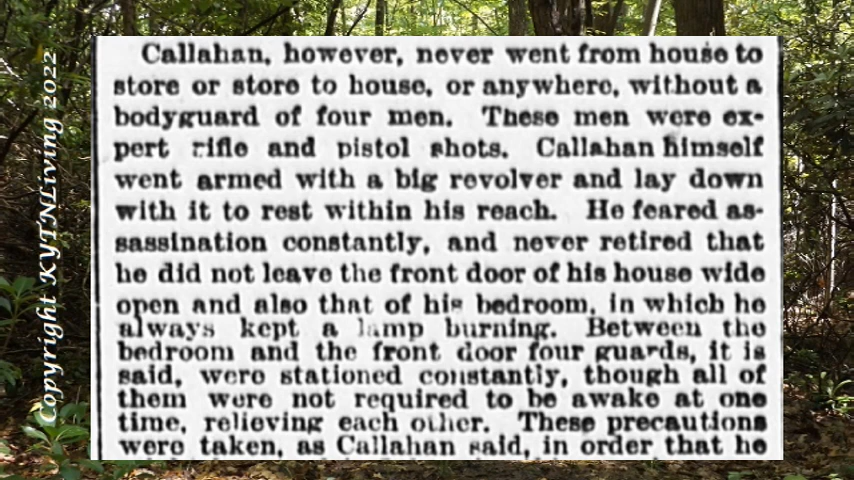 Callahan, however, never went from house to
store or store to house, or anywhere, without a
bodyguard of four men. These men were ex-
pert rifle and pistol shots. Callahan himself
went armed with a big revolver and lay down
with it to rest within his reach. He feared as-
sassination constantly, and never retired that
he did not leave the front door of his house wide
open and also that of his bedroom, in which he
always kept a lamp burning. Between the
bedroom and the front door four guards, it is
said, were stationed constantly, though all of
them were not required to be awake at one
time, relieving each other. These precautions
were taken, as Callahan said, in order that he
Copyright KYTNLiving 2022